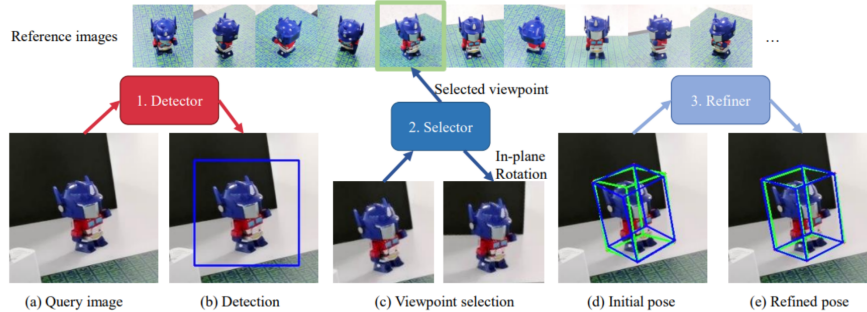 Reference images
...
1. Detector
Selected viewpoint
2. Selector
In-plane
Rotation
3. Refiner
(a) Query image
(b) Detection
(c) Viewpoint selection
(d) Initial pose
(e) Refined pose